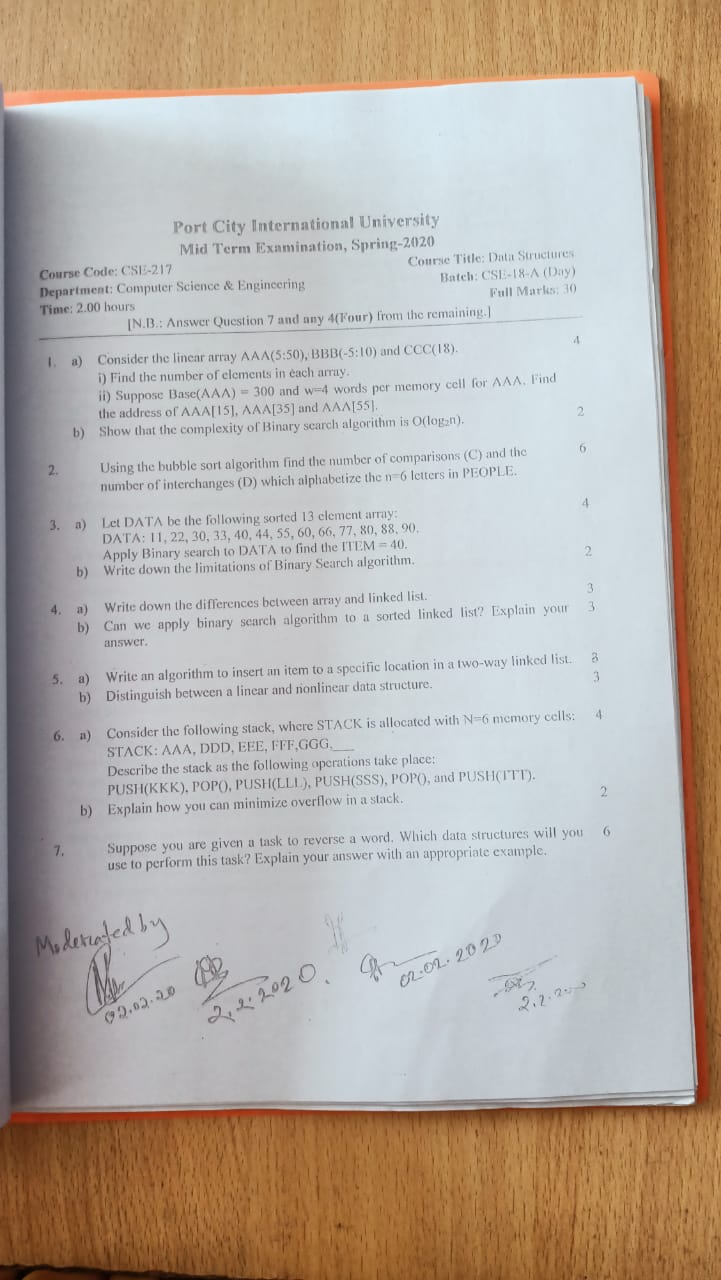 Port City International University
Mid Term Examination, Spring-2020
Course Code: CSE-217
Course Title: Data Structures
Department: Computer Science & Engineering
Batch: CSE-18-A (Day)
Time: 2.00 hours
Full Marks: 30
[N.B.: Answer Question 7 and any 4(Four) from the remaining.]
1. a) Consider the linear array AAA(5:50), BBB(-5:10) and CCC(18). 4
i) Find the number of elements in each array.
ii) Suppose Base(AAA) = 300 and w=4 words per memory cell for AAA. Find
the address of AAA[15], AAA[35] and AAA[55].
b) Show that the complexity of Binary search algorithm is O(log₂n). 2
2. Using the bubble sort algorithm find the number of comparisons (C) and the 6
number of interchanges (D) which alphabetize the n=6 letters in PEOPLE.
3. a) Let DATA be the following sorted 13 element array: 4
DATA: 11, 22, 30, 33, 40, 44, 55, 60, 66, 77, 80, 88, 90.
Apply Binary search to DATA to find the ITEM = 40.
b) Write down the limitations of Binary Search algorithm. 2
4. a) Write down the differences between array and linked list. 3
b) Can we apply binary search algorithm to a sorted linked list? Explain your 3
answer.
5. a) Write an algorithm to insert an item to a specific location in a two-way linked list. 3
b) Distinguish between a linear and nonlinear data structure. 3
6. a) Consider the following stack, where STACK is allocated with N=6 memory cells: 4
STACK: AAA, DDD, EEE, FFF,GGG,___
Describe the stack as the following operations take place:
PUSH(KKK), POP(), PUSH(LLL), PUSH(SSS), POP(), and PUSH(TTT).
b) Explain how you can minimize overflow in a stack. 2
7. Suppose you are given a task to reverse a word. Which data structures will you 6
use to perform this task? Explain your answer with an appropriate example.
Moderated by
02.02.20
2.2.2020.
02.02.2020